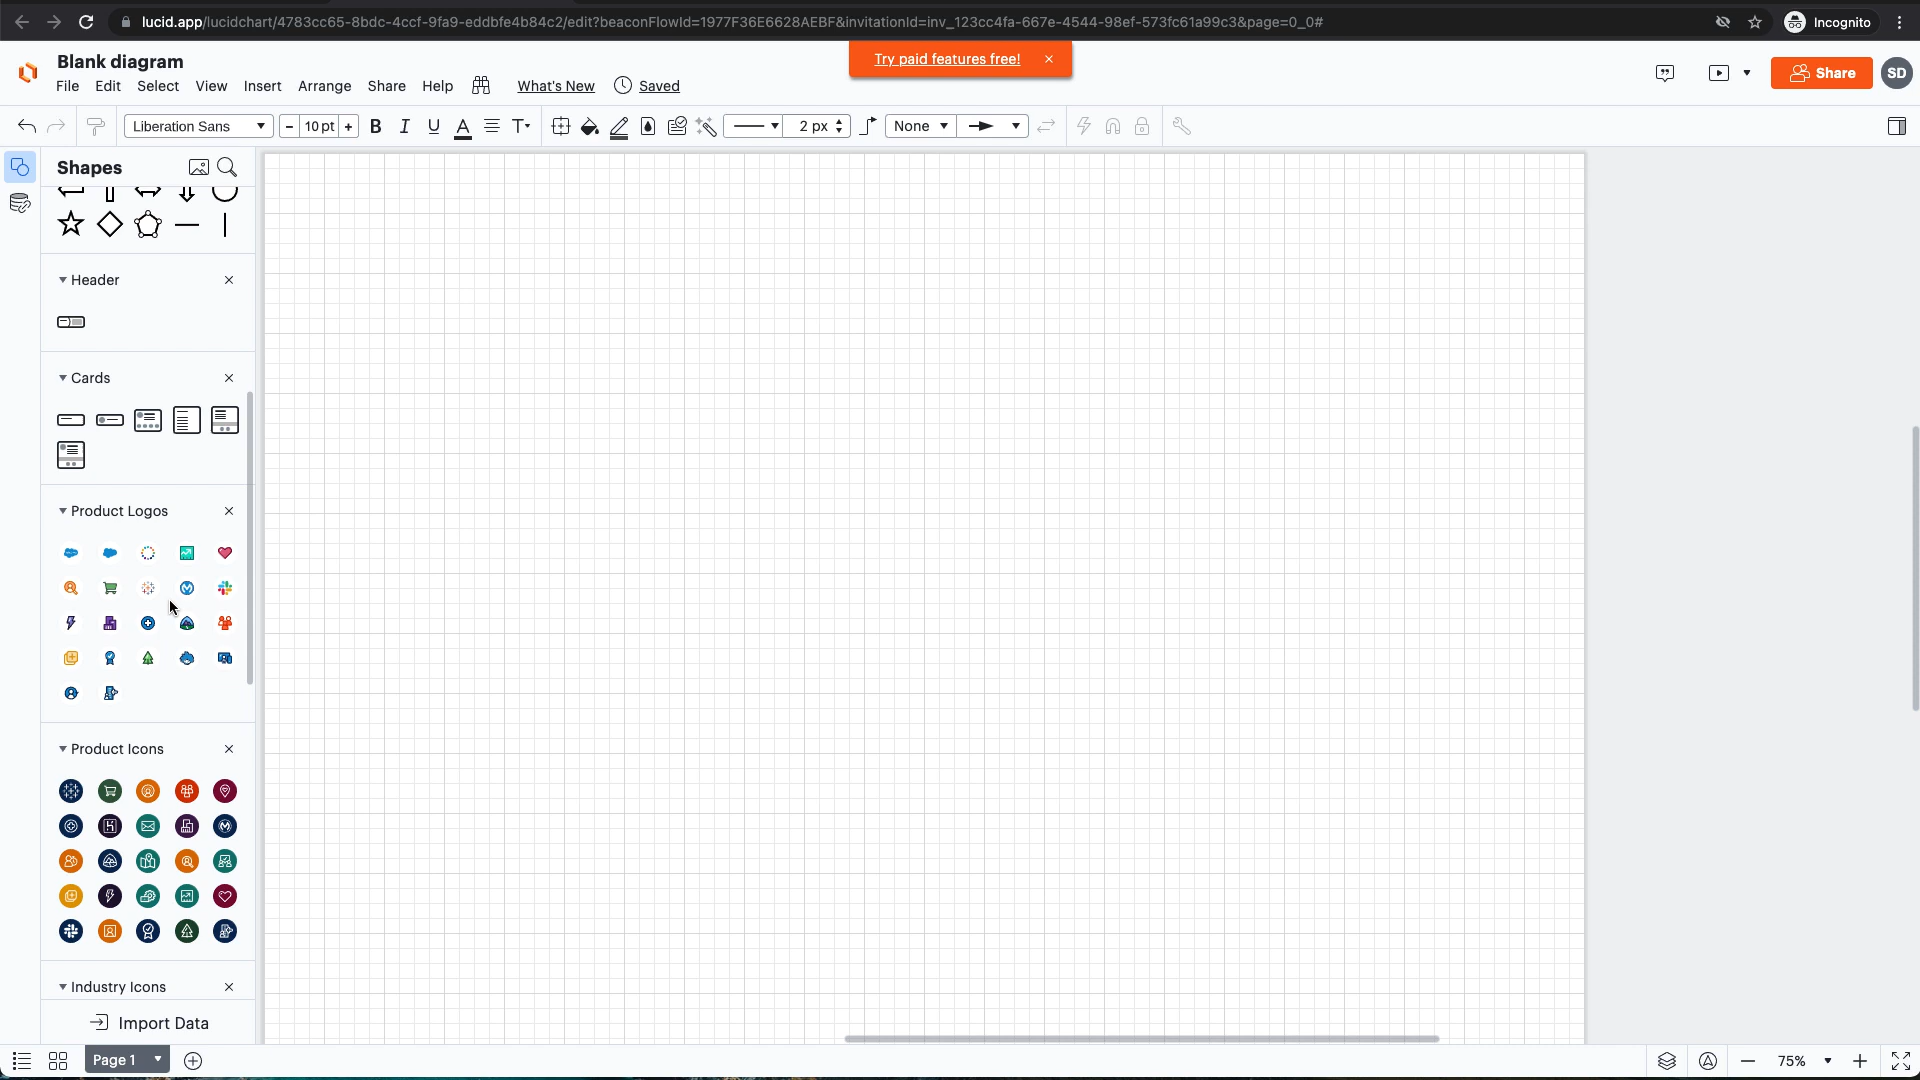 lucid.app/lucidchart/4783cc65-8bdc-4ccf-9fa9-eddbfe4b84c2/edit?beaconFlowId=1977F36E6628AEBF&invitationId=inv_123cc4fa-667e-4544-98ef-573fc61a99c3&page=0_0#
Incognito
Blank diagram
Try paid features free!
File Edit Select View Insert Arrange Share Help What's New Saved
Share
SD
Liberation Sans
10 pt
B I U A T
2 px
None
Shapes
Header
Cards
Product Logos
Product Icons
Industry Icons
Import Data
Page 1
75%